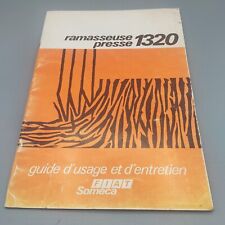 ramasseuse
presse 1320
guide d'usage et d'entretien
FIAT
Someca